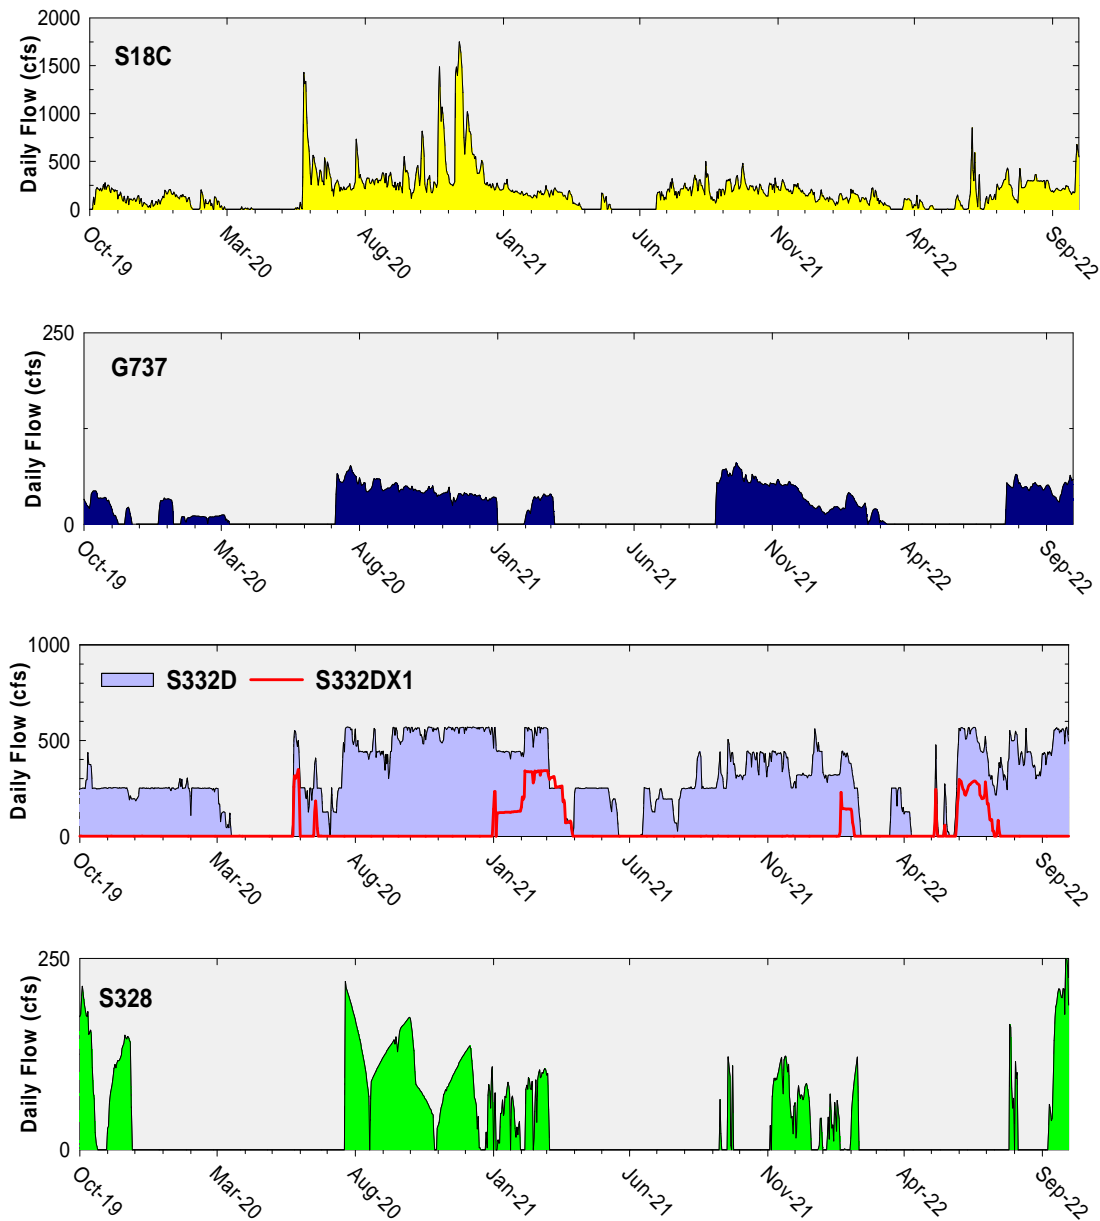 2000
1500
1000
500
0
Daily Flow (cfs)
S18C
Oct-19
Mar-20
Aug-20
Jan-21
Jun-21
Nov-21
Apr-22
Sep-22
250
0
Daily Flow (cfs)
G737
Oct-19
Mar-20
Aug-20
Jan-21
Jun-21
Nov-21
Apr-22
Sep-22
1000
500
0
Daily Flow (cfs)
S332D S332DX1
Oct-19
Mar-20
Aug-20
Jan-21
Jun-21
Nov-21
Apr-22
Sep-22
250
0
Daily Flow (cfs)
S328
Oct-19
Mar-20
Aug-20
Jan-21
Jun-21
Nov-21
Apr-22
Sep-22